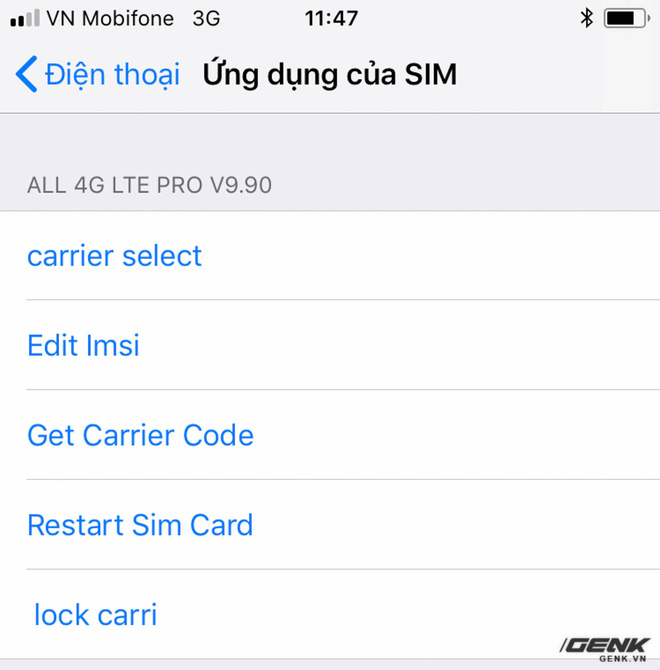 VN Mobifone 3G 11:47
Điện thoại Ứng dụng của SIM
ALL 4G LTE PRO V9.90
carrier select
Edit Imsi
Get Carrier Code
Restart Sim Card
lock carri
GENK
GENK.VN